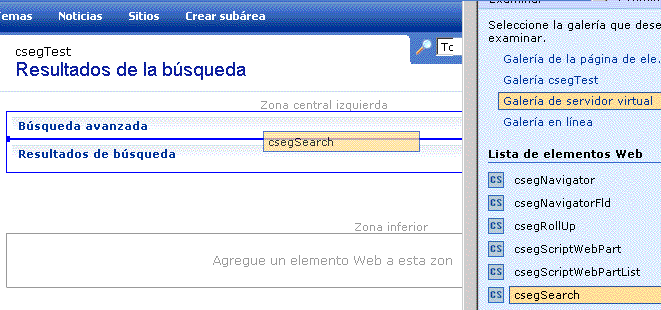 Temas Noticias Sitios Crear subárea
csegTest
Resultados de la búsqueda
To
Zona central izquierda
Búsqueda avanzada
csegSearch
Resultados de búsqueda
Zona inferior
Agregue un elemento Web a esta zon
Examinar
Seleccione la galería que dese
examinar.
Galería de la página de ele.
Galería csegTest
Galería de servidor virtual
Galería en línea
Lista de elementos Web
CS csegNavigator
CS csegNavigatorFld
CS csegRollUp
CS csegScriptWebPart
CS csegScriptWebPartList
CS csegSearch